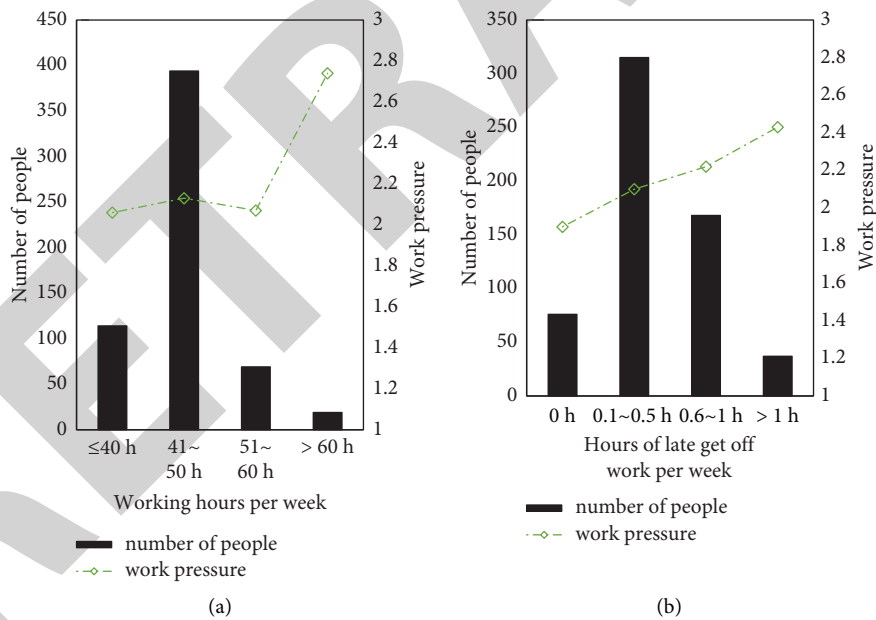 450
400
350
300
250
200
150
100
50
0
Number of people
3
2.8
2.6
2.4
2.2
2
1.8
1.6
1.4
1.2
1
Work pressure
≤40 h
41~
50 h
51~
60 h
> 60 h
Working hours per week
number of people
work pressure
(a)
350
300
250
200
150
100
50
0
Number of people
3
2.8
2.6
2.4
2.2
2
1.8
1.6
1.4
1.2
1
Work pressure
0 h 0.1~0.5 h 0.6~1 h > 1 h
Hours of late get off
work per week
number of people
work pressure
(b)